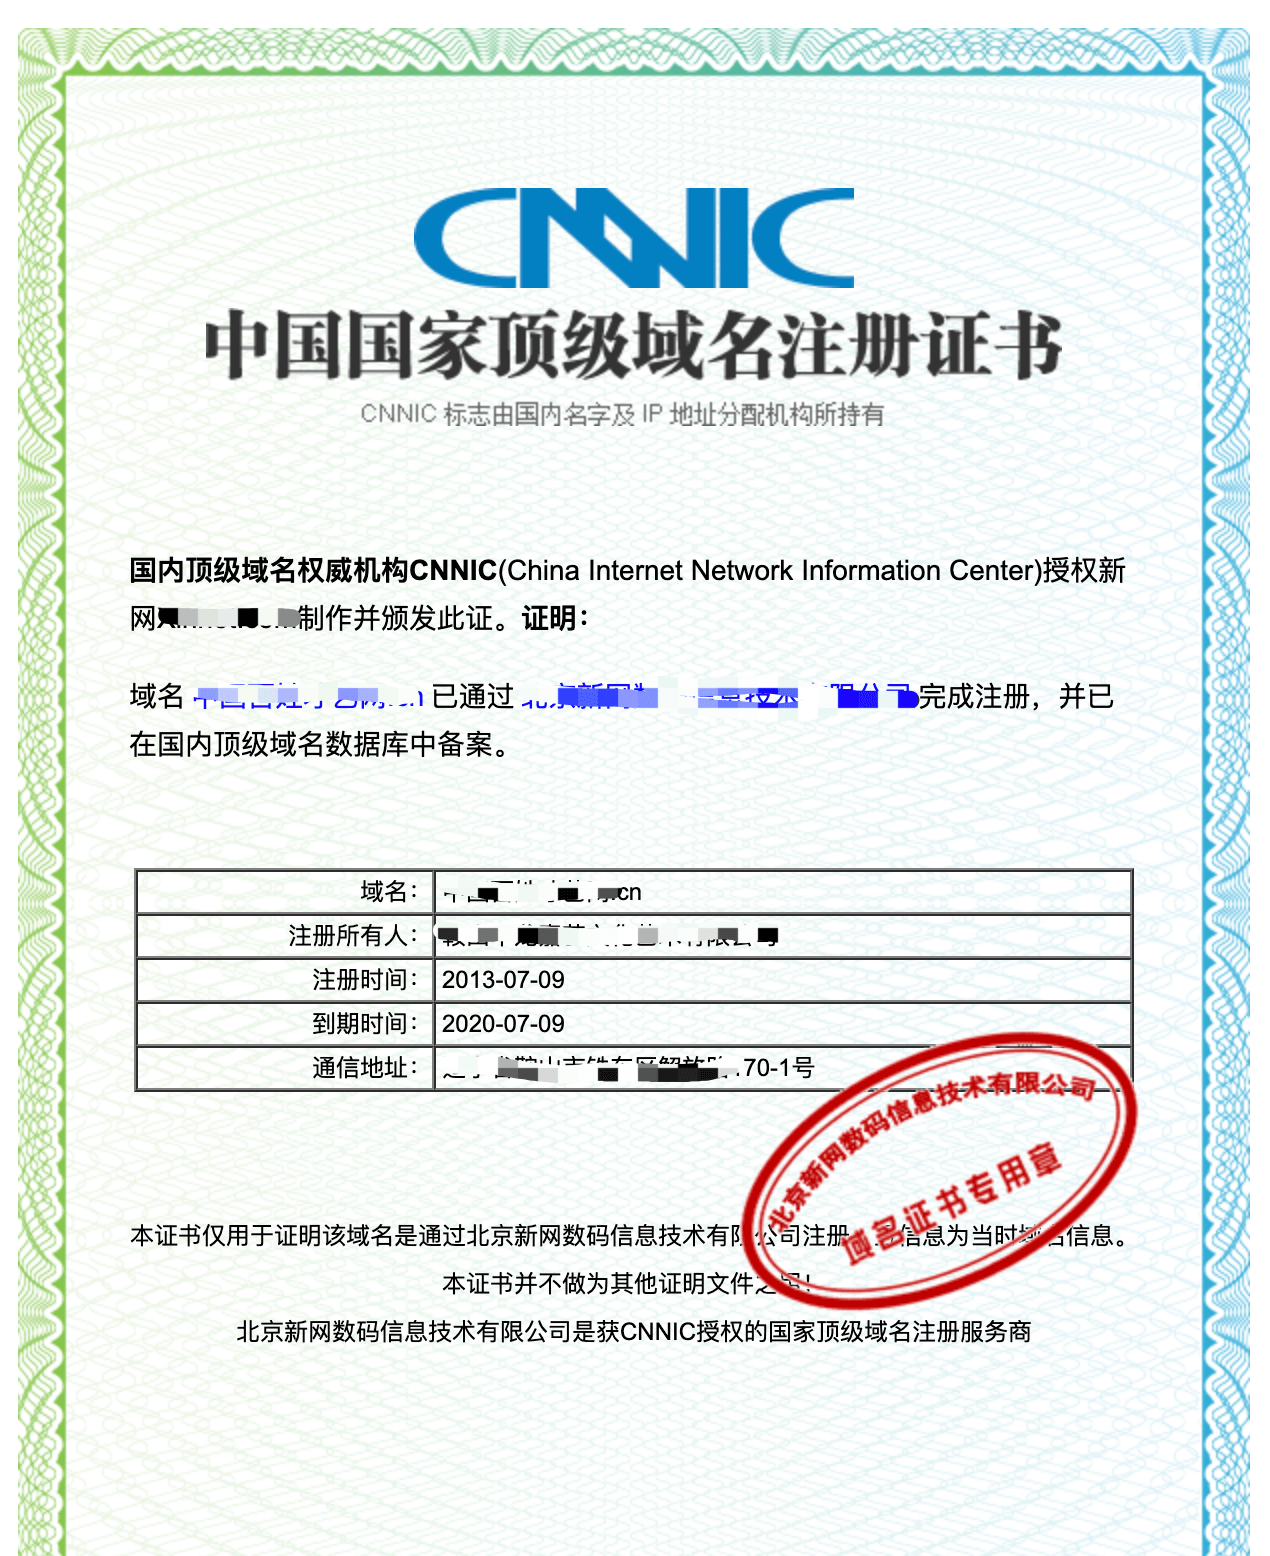 CNNIC
中国国家顶级域名注册证书
CNNIC 标志由国内名字及 IP 地址分配机构所持有
国内顶级域名权威机构CNNIC(China Internet Network Information Center)授权新
网制作并颁发此证。证明：
域名 已通过 完成注册，并已
在国内顶级域名数据库中备案。
域名： .cn
注册所有人：
注册时间： 2013-07-09
到期时间： 2020-07-09
通信地址： 70-1号
北京新网数码信息技术有限公司
域名证书专用章
本证书仅用于证明该域名是通过北京新网数码信息技术有限公司注册 信息为当时域名信息。
本证书并不做为其他证明文件之用！
北京新网数码信息技术有限公司是获CNNIC授权的国家顶级域名注册服务商